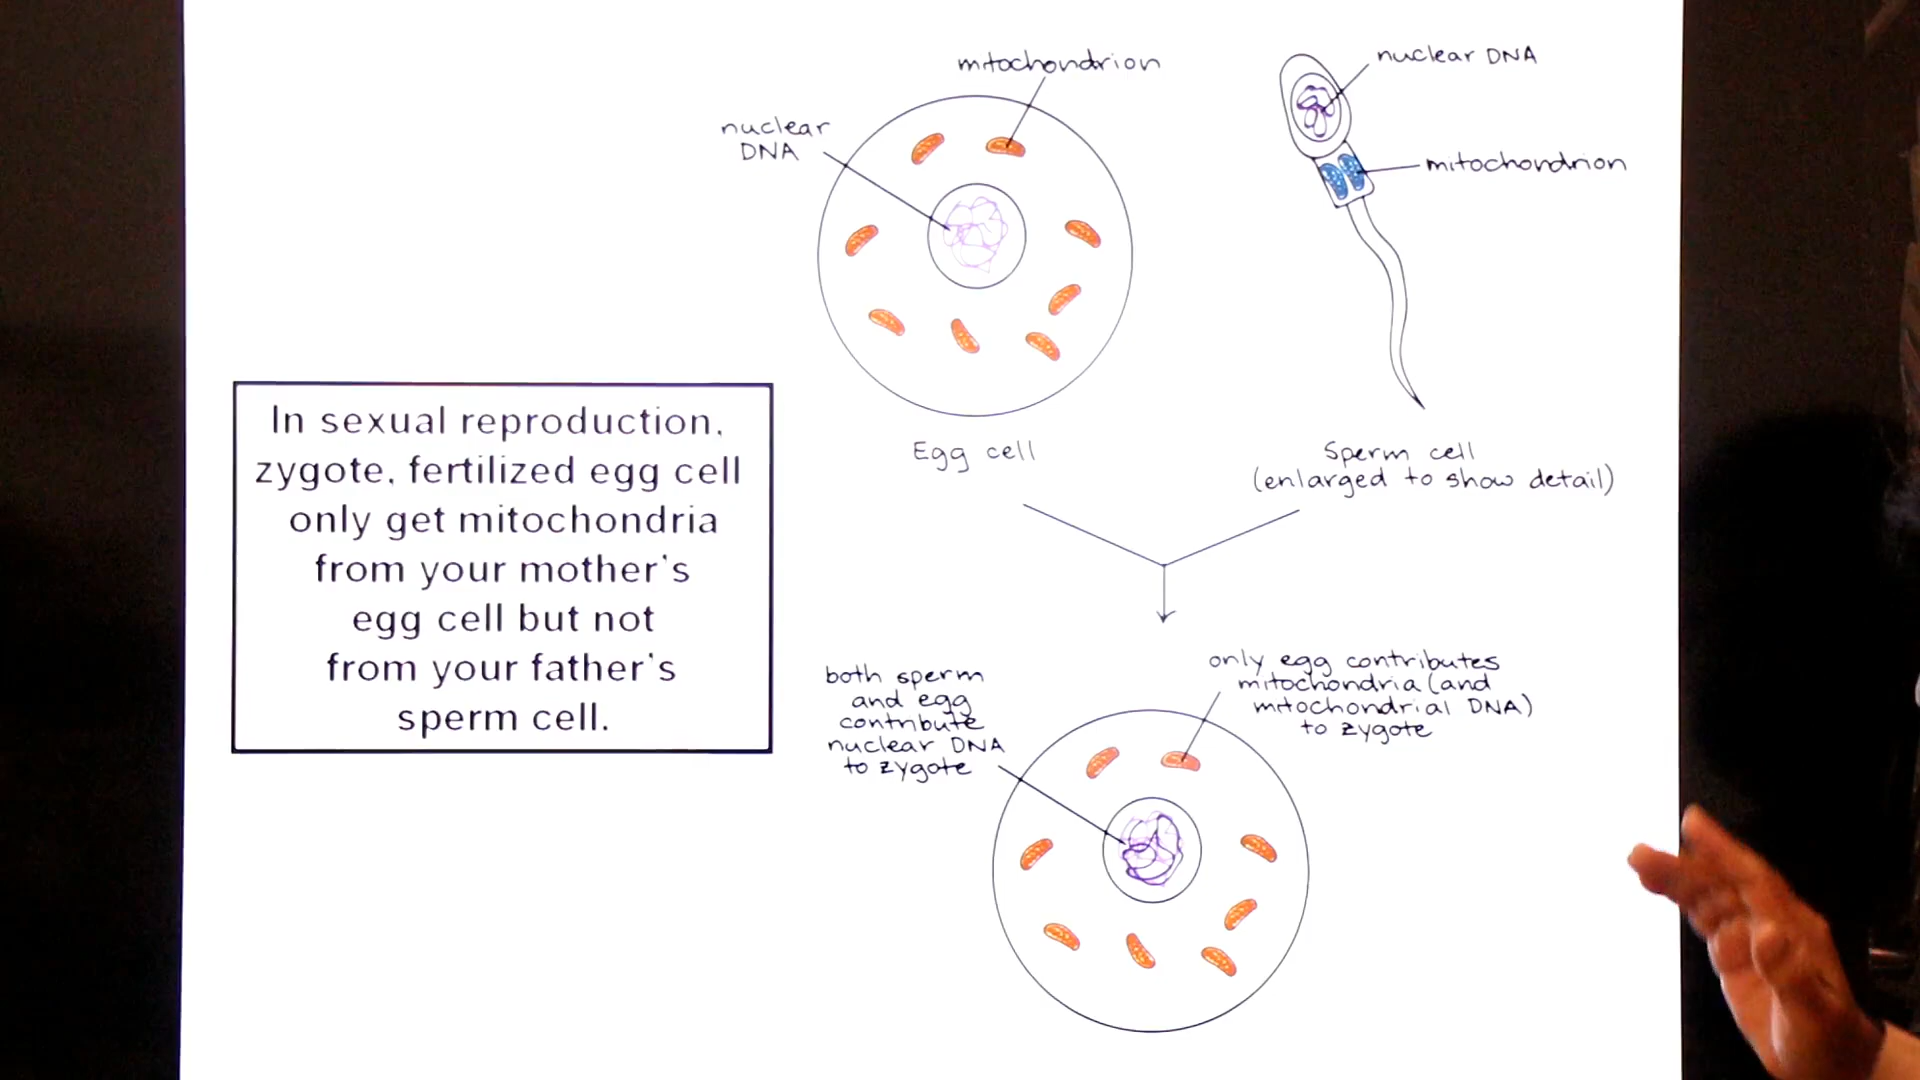 mitochondrion
nuclear DNA
nuclear
DNA
mitochondrion
Egg cell
Sperm cell
(enlarged to show detail)
In sexual reproduction,
zygote, fertilized egg cell
only get mitochondria
from your mother's
egg cell but not
from your father's
sperm cell.
both sperm
and egg
contribute
nuclear DNA
to zygote
only egg contributes
mitochondria (and
mitochondrial DNA)
to zygote